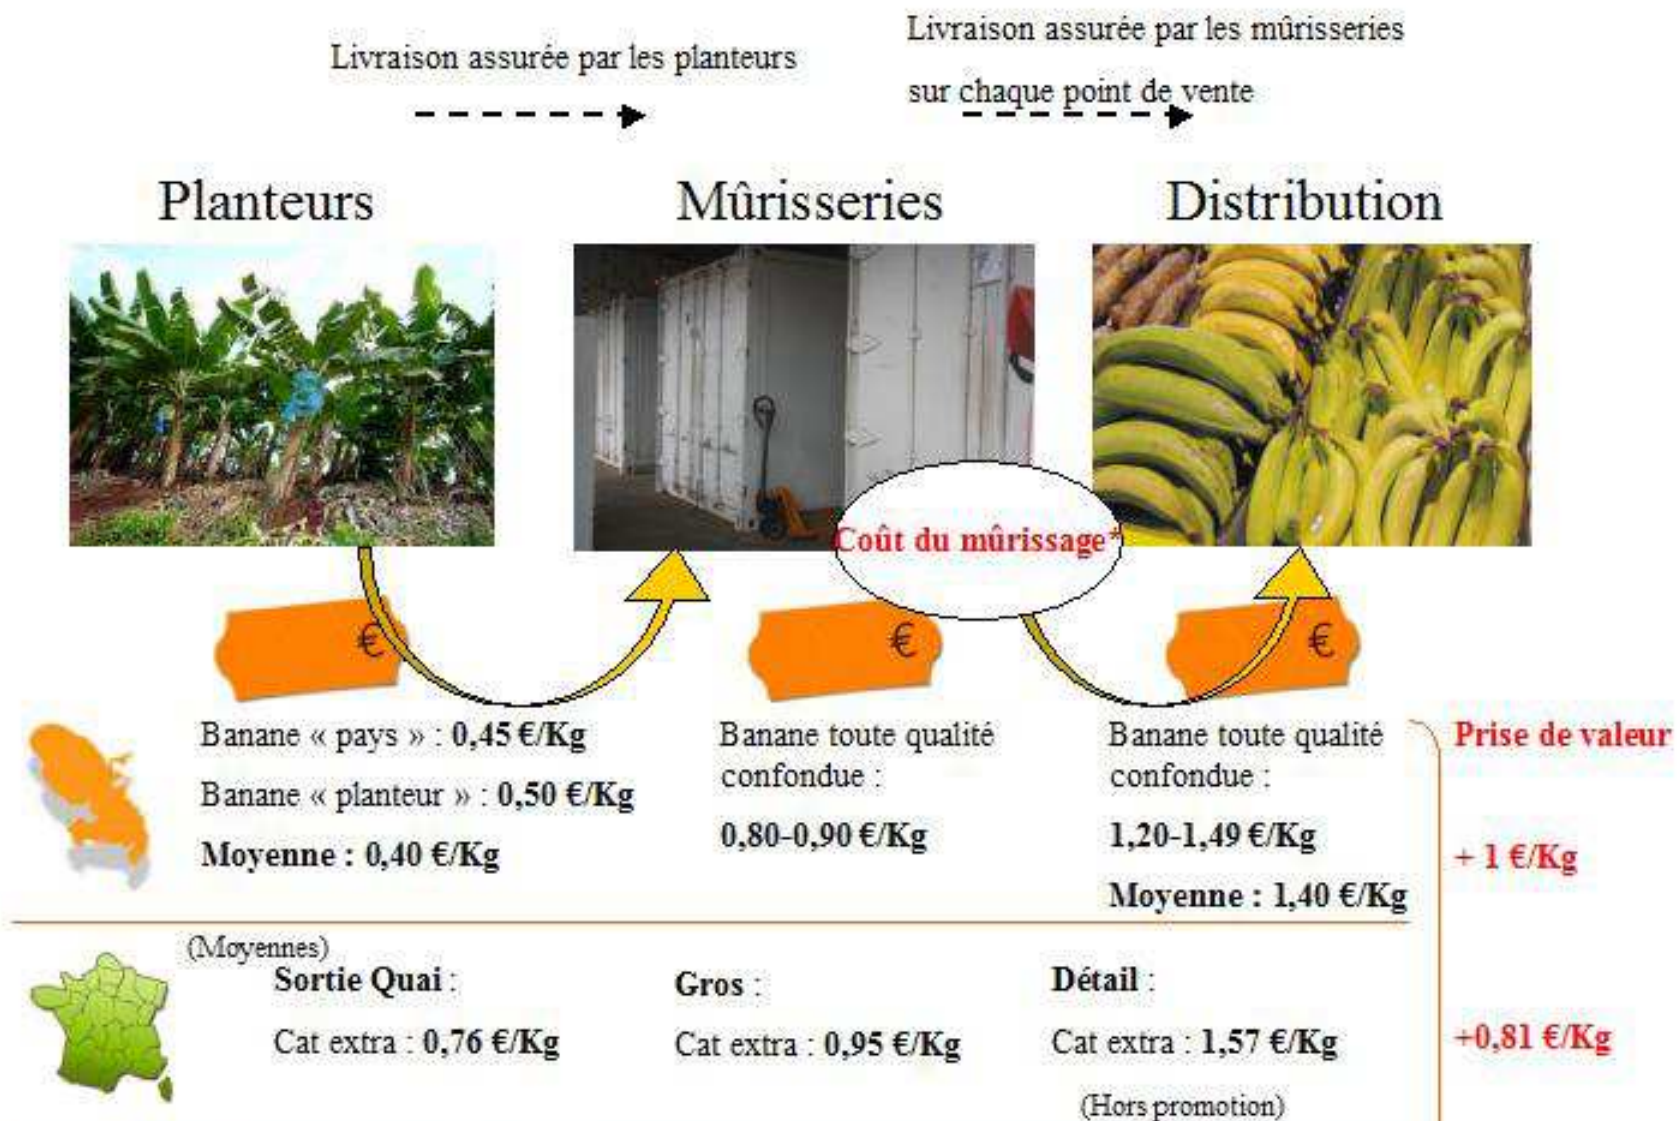 Livraison assurée par les planteurs
Livraison assurée par les mûrisseries
sur chaque point de vente
Planteurs
Mûrisseries
Distribution
Coût du mûrissage*
€
€
€
Banane « pays » : 0,45 €/Kg
Banane « planteur » : 0,50 €/Kg
Moyenne : 0,40 €/Kg
Banane toute qualité
confondue :
0,80-0,90 €/Kg
Banane toute qualité
confondue :
1,20-1,49 €/Kg
Moyenne : 1,40 €/Kg
Prise de valeur
+ 1 €/Kg
(Moyennes)
Sortie Quai :
Cat extra : 0,76 €/Kg
Gros :
Cat extra : 0,95 €/Kg
Détail :
Cat extra : 1,57 €/Kg
(Hors promotion)
+0,81 €/Kg